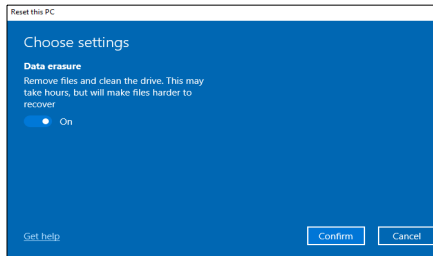 Reset this PC
Choose settings
Data erasure
Remove files and clean the drive. This may
take hours, but will make files harder to
recover
On
Get help
Confirm
Cancel